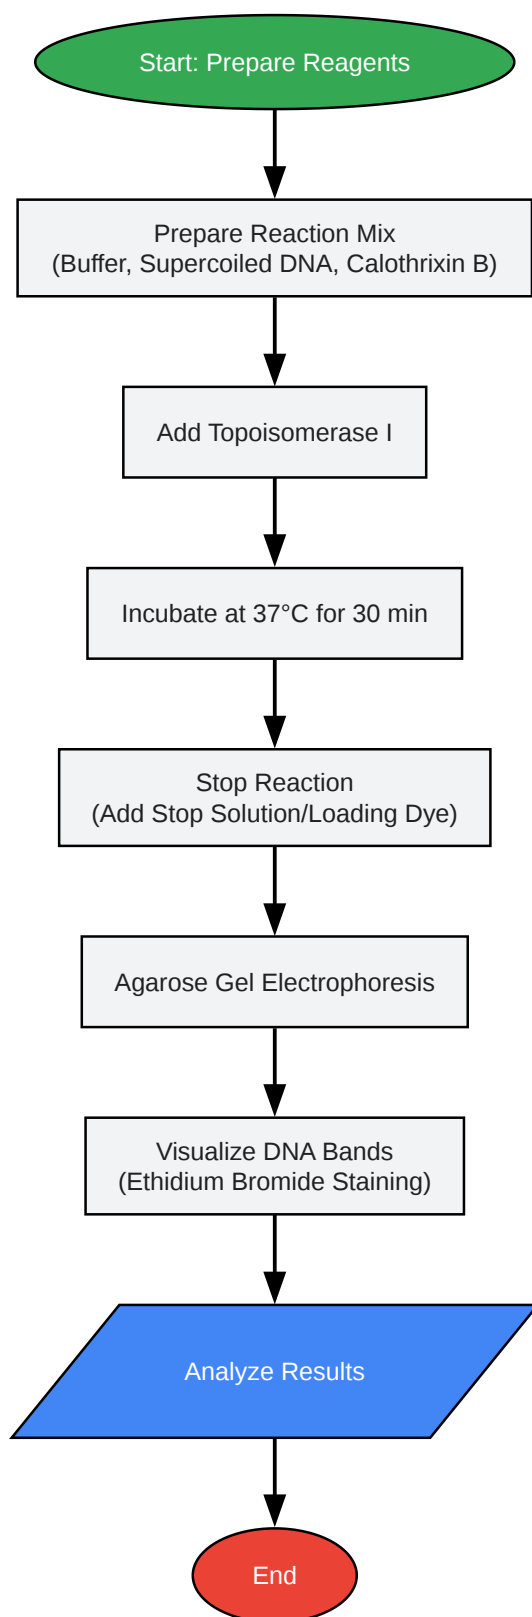 Start: Prepare Reagents
Prepare Reaction Mix
(Buffer, Supercoiled DNA, Calothrixin B)
Add Topoisomerase I
Incubate at 37°C for 30 min
Stop Reaction
(Add Stop Solution/Loading Dye)
Agarose Gel Electrophoresis
Visualize DNA Bands
(Ethidium Bromide Staining)
Analyze Results
End